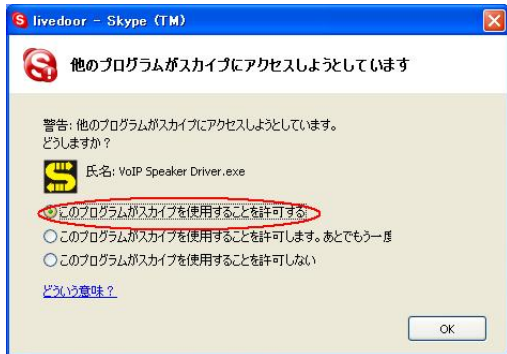 livedoor - Skype (TM)
他のプログラムがスカイプにアクセスしようとしています
警告: 他のプログラムがスカイプにアクセスしようとしています。
どうしますか?
氏名: VoIP Speaker Driver.exe
このプログラムがスカイプを使用することを許可する
このプログラムがスカイプを使用することを許可します。あとでもう一度
このプログラムがスカイプを使用することを許可しない
どういう意味?
OK